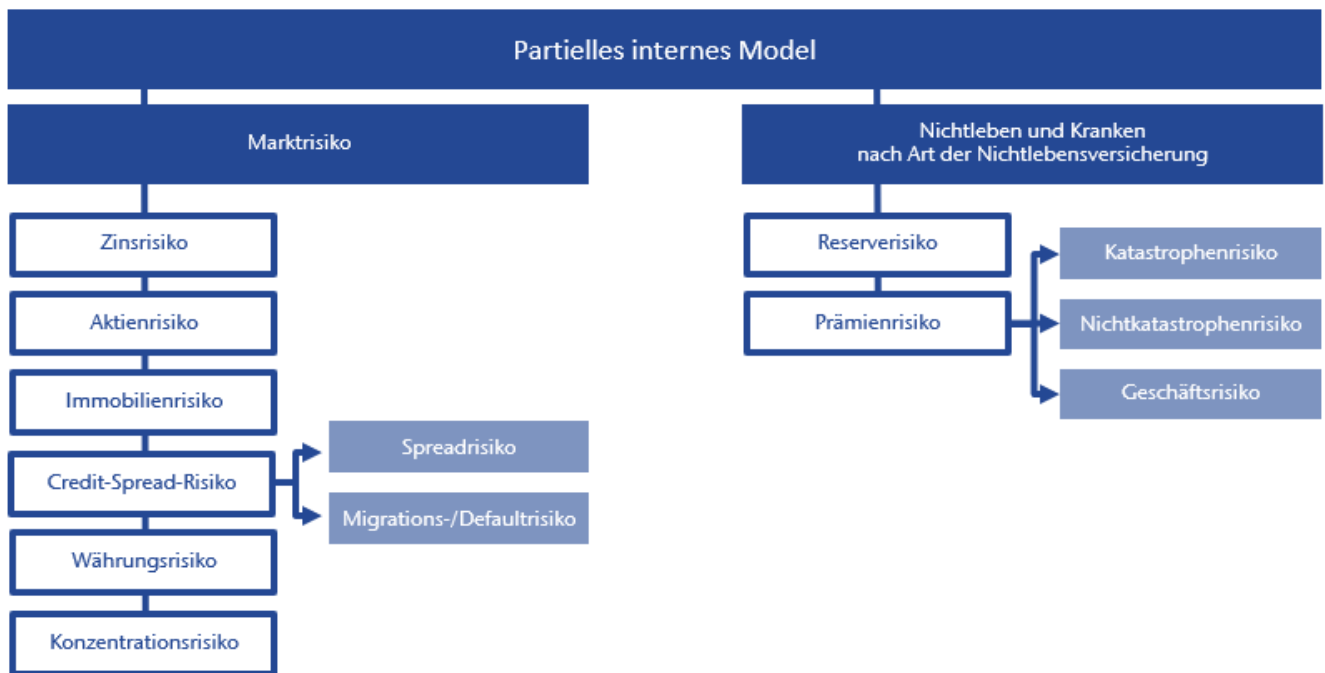 Partielles internes Model
Marktrisiko
Zinsrisiko
Aktienrisiko
Immobilienrisiko
Credit-Spread-Risiko
Spreadrisiko
Migrations-/Defaultrisiko
Währungsrisiko
Konzentrationsrisiko
Nichtleben und Kranken
nach Art der Nichtlebensversicherung
Reserverisiko
Prämienrisiko
Katastrophenrisiko
Nichtkatastrophenrisiko
Geschäftsrisiko